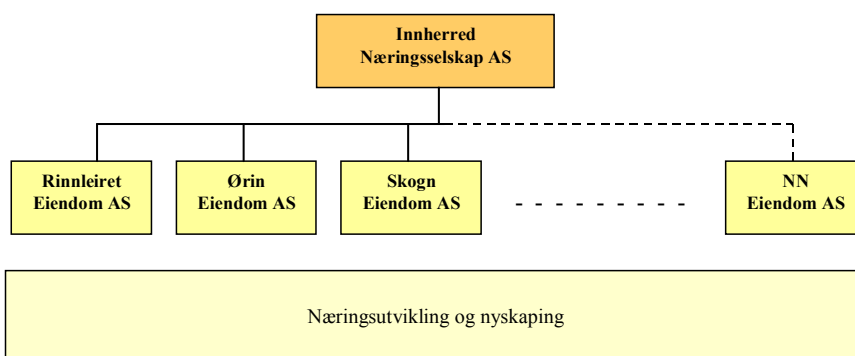 Innherred
Næringsselskap AS
Rinnleiret
Eiendom AS
Ørin
Eiendom AS
Skogn
Eiendom AS
NN
Eiendom AS
Næringsutvikling og nyskaping